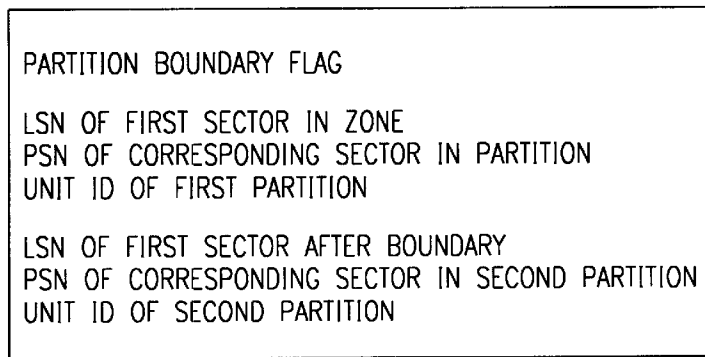 PARTITION BOUNDARY FLAG
LSN OF FIRST SECTOR IN ZONE
PSN OF CORRESPONDING SECTOR IN PARTITION
UNIT ID OF FIRST PARTITION
LSN OF FIRST SECTOR AFTER BOUNDARY
PSN OF CORRESPONDING SECTOR IN SECOND PARTITION
UNIT ID OF SECOND PARTITION